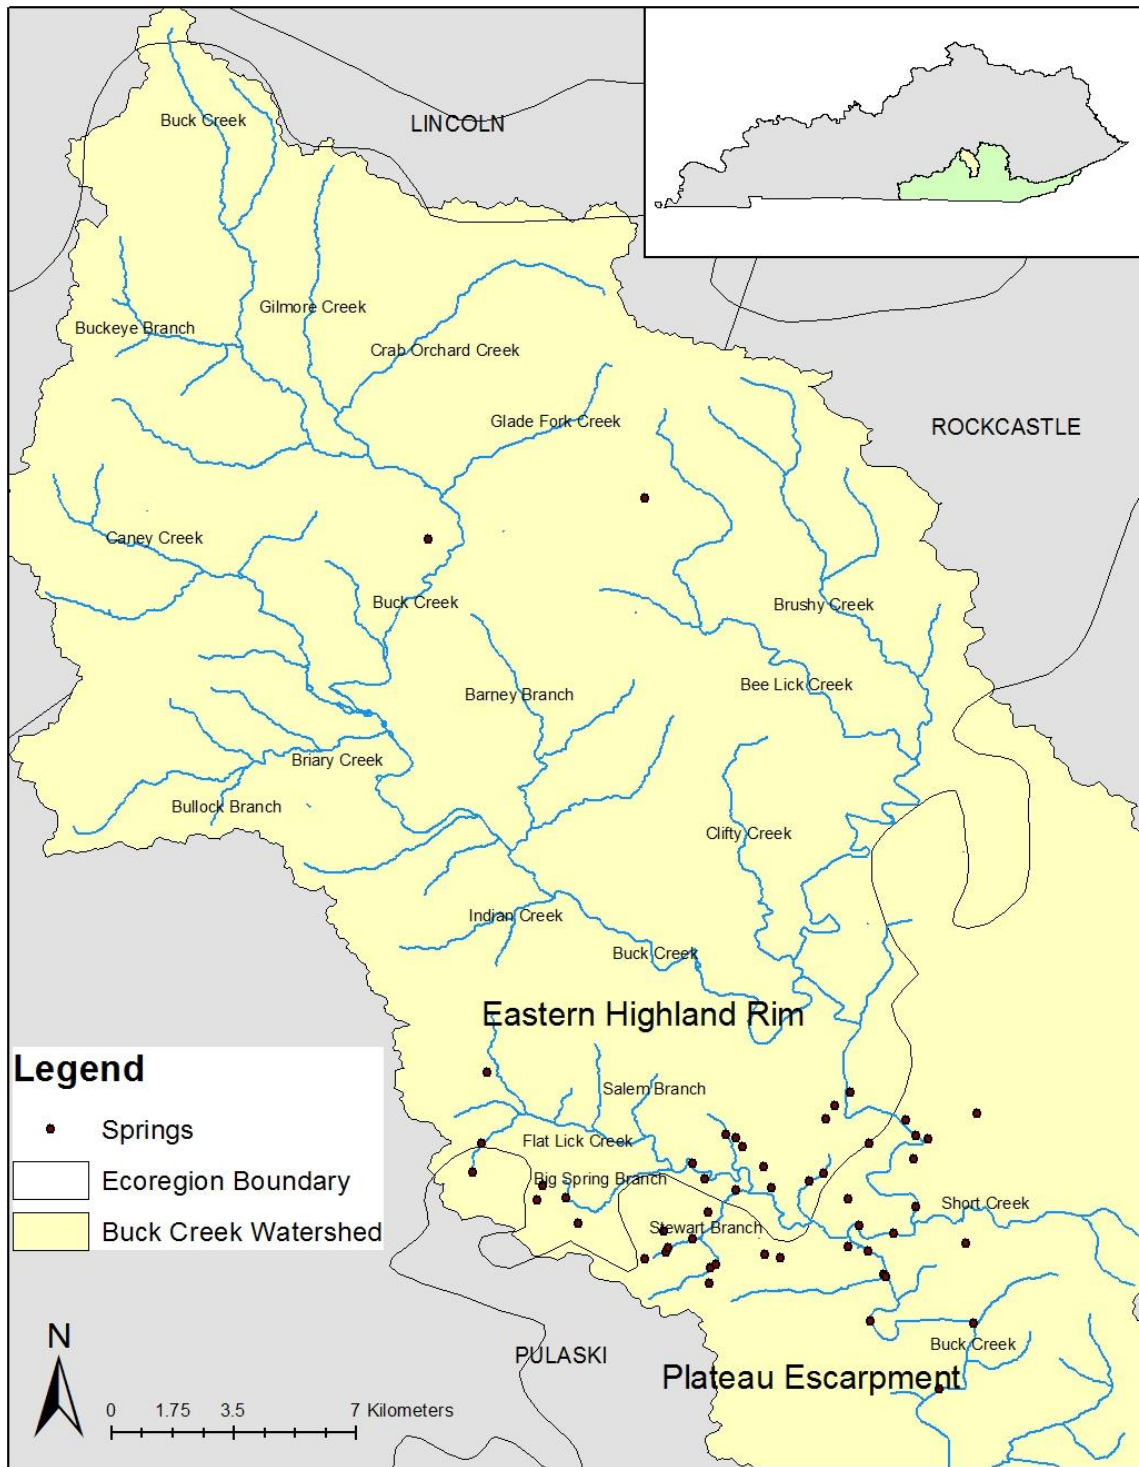 LINCOLN
Buck Creek
Gilmore Creek
Buckeye Branch
Crab Orchard Creek
Glade Fork Creek
ROCKCASTLE
Caney Creek
Buck Creek
Brushy Creek
Bee Lick Creek
Barney Branch
Briary Creek
Bullock Branch
Clifty Creek
Indian Creek
Buck Creek
Eastern Highland Rim
Salem Branch
Flat Lick Creek
Big Spring Branch
Short Creek
Stewart Branch
Buck Creek
PULASKI
Plateau Escarpment
Legend
Springs
Ecoregion Boundary
Buck Creek Watershed
N
0 1.75 3.5 7 Kilometers